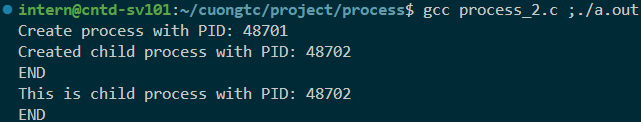 intern@cntd-sv101:~/cuongtc/project/process$ gcc process_2.c ;./a.out
Create process with PID: 48701
Created child process with PID: 48702
END
This is child process with PID: 48702
END